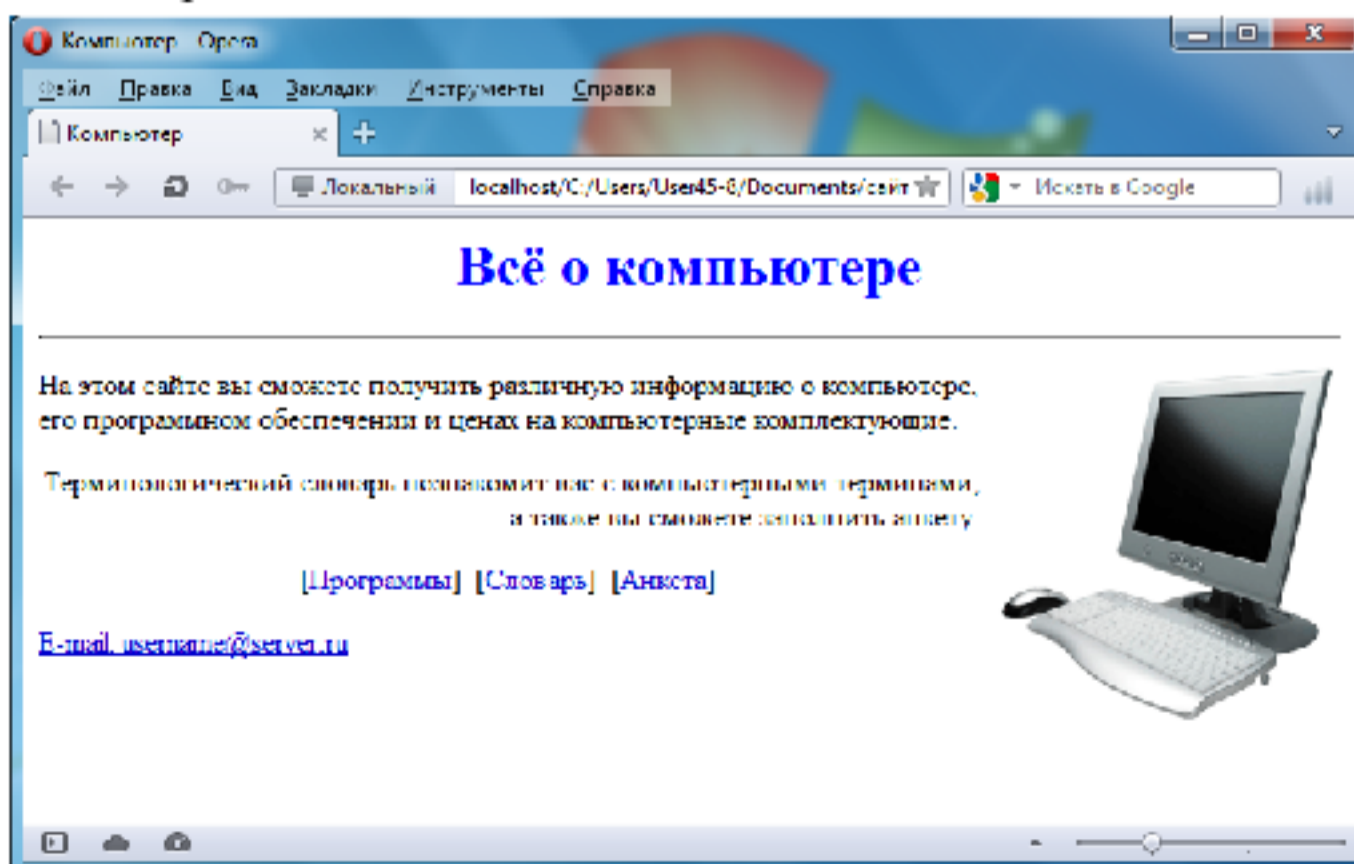 Компьютер - Opera
Файл Правка Вид Закладки Инструменты Справка
Компьютер
Локальный localhost/C:/Users/User45-8/Documents/сайт Искать в Google
Всё о компьютере
На этом сайте вы сможете получить различную информацию о компьютере,
его программном обеспечении и ценах на компьютерные комплектующие.
Терминологический словарь познакомит вас с компьютерными терминами,
а также вы сможете заполнить анкету
[Программы] [Словарь] [Анкета]
E-mail: username@server.ru